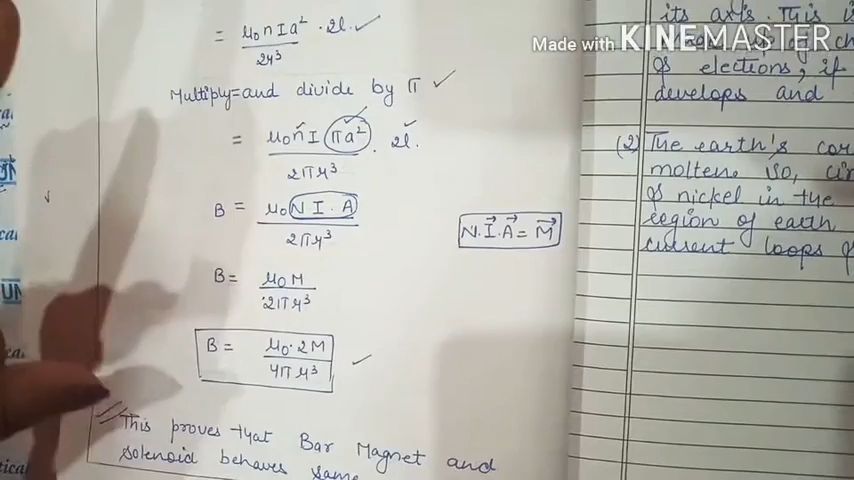 = μ₀nIa² · 2l.
2r³
Multiply and divide by π
= μ₀nI πa² . 2l.
2πr³
B = μ₀ N I . A
2πr³
N.I.A = M
B = μ₀M
2πr³
B = μ₀.2M
4πr³
This proves that Bar Magnet and
solenoid behaves same
Made with KINEMASTER
its axis. This is
of elections, if
develops and
(2) The earth's cor
molten. So, cir
of nickel in the
region of earth
current loops of